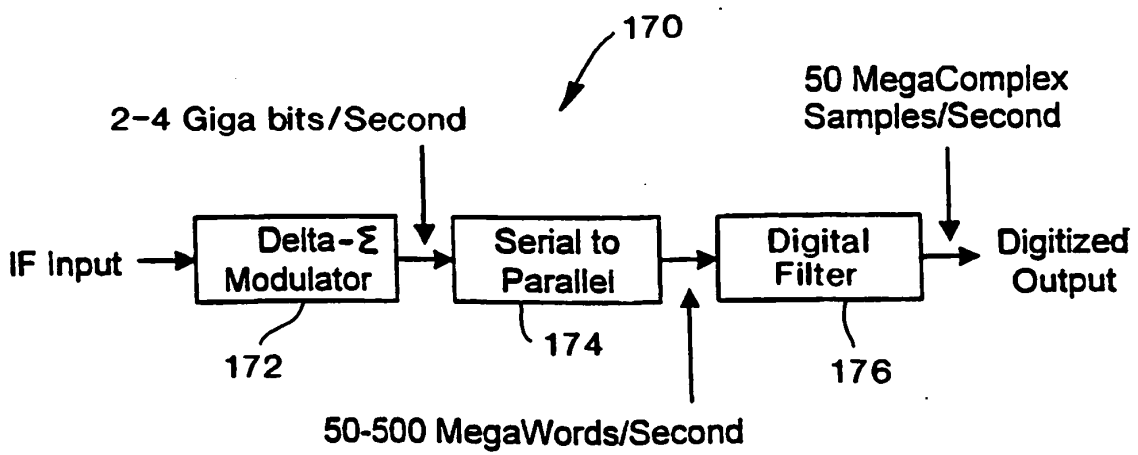 170
2-4 Giga bits/Second
50 MegaComplex
Samples/Second
IF Input
Delta-Σ
Modulator
Serial to
Parallel
Digital
Filter
Digitized
Output
172
174
176
50-500 MegaWords/Second